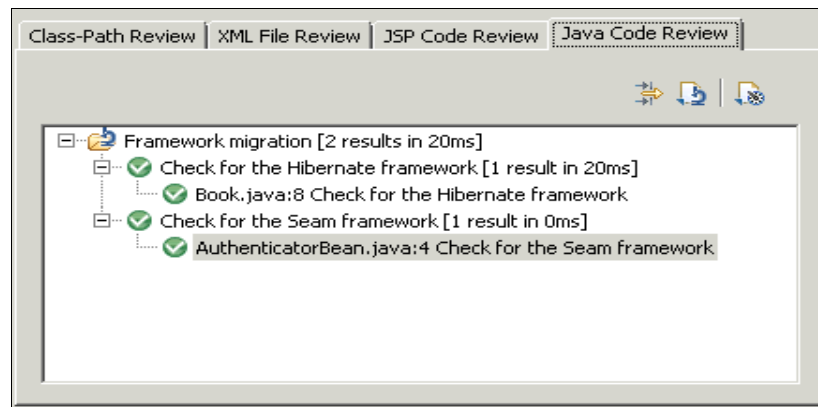 Class-Path Review XML File Review JSP Code Review Java Code Review
Framework migration [2 results in 20ms]
Check for the Hibernate framework [1 result in 20ms]
Book.java:8 Check for the Hibernate framework
Check for the Seam framework [1 result in 0ms]
AuthenticatorBean.java:4 Check for the Seam framework